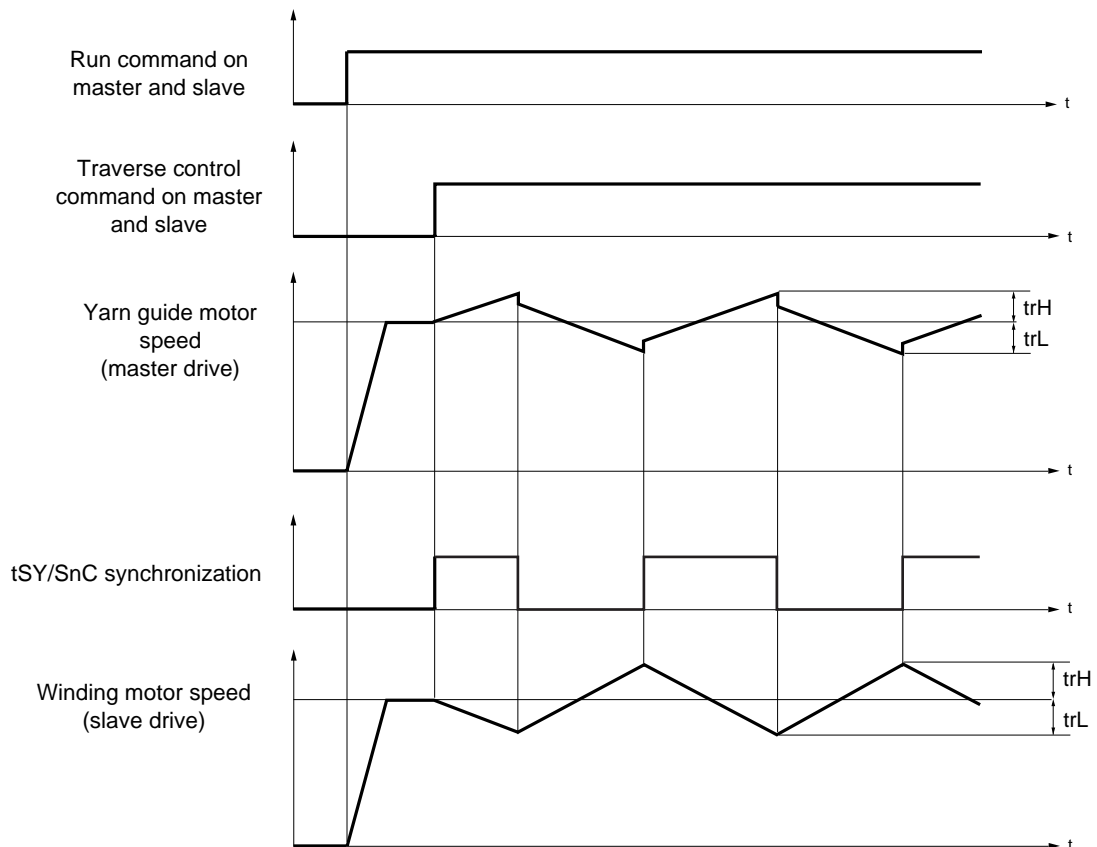 Run command on
master and slave
t
Traverse control
command on master
and slave
t
Yarn guide motor
speed
(master drive)
trH
trL
t
tSY/SnC synchronization
t
Winding motor speed
(slave drive)
trH
trL
t